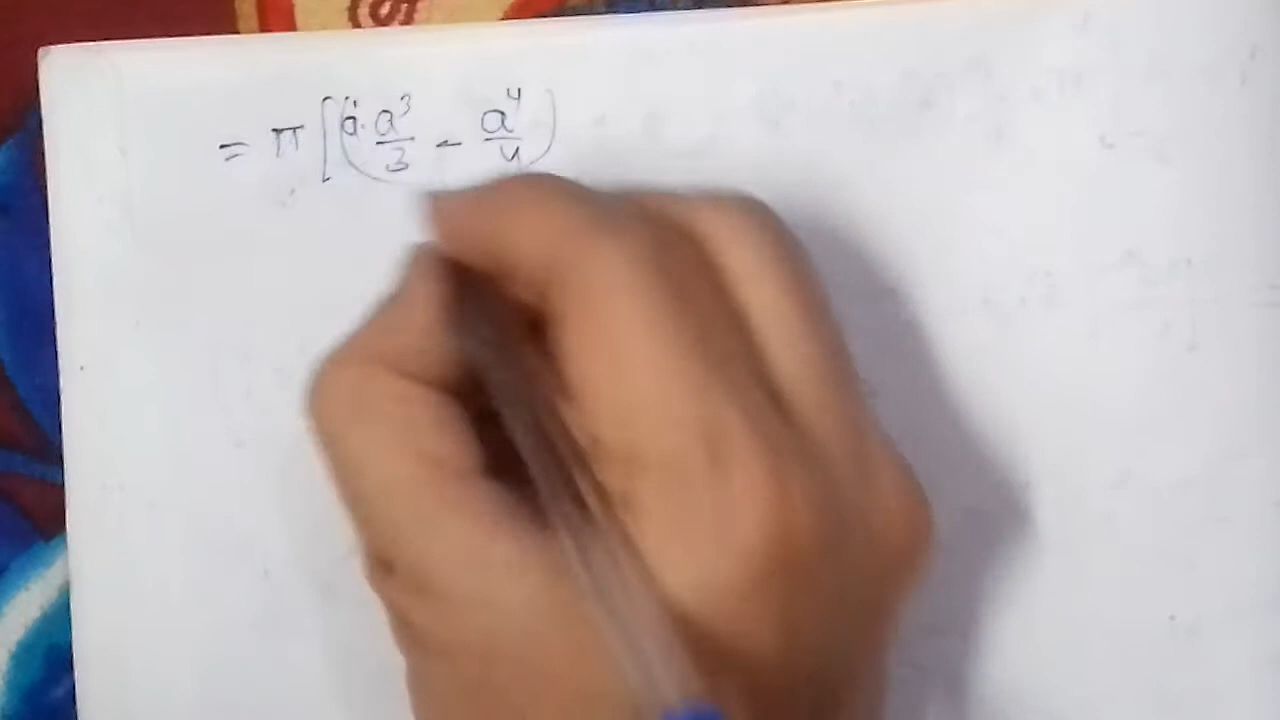 = π [(a. a³/3 - a⁴/4)